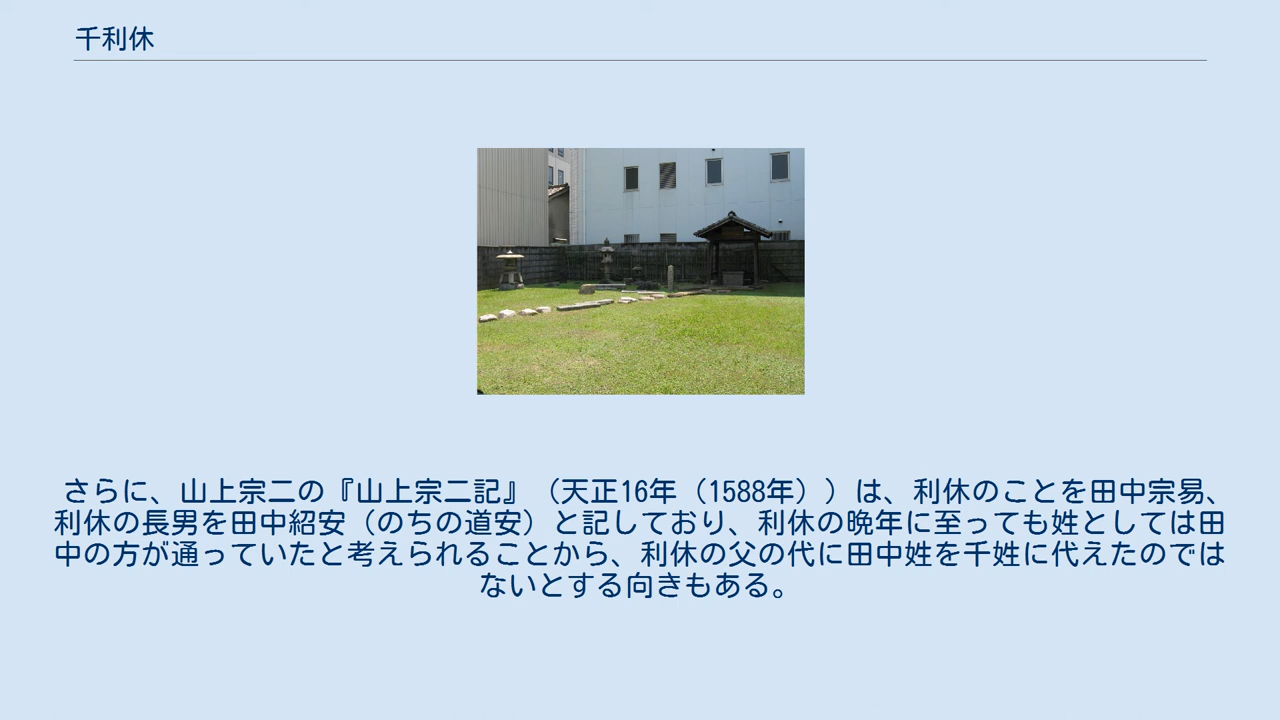 千利休
さらに、山上宗二の『山上宗二記』（天正16年（1588年））は、利休のことを田中宗易、
利休の長男を田中紹安（のちの道安）と記しており、利休の晩年に至っても姓としては田
中の方が通っていたと考えられることから、利休の父の代に田中姓を千姓に代えたのでは
ないとする向きもある。